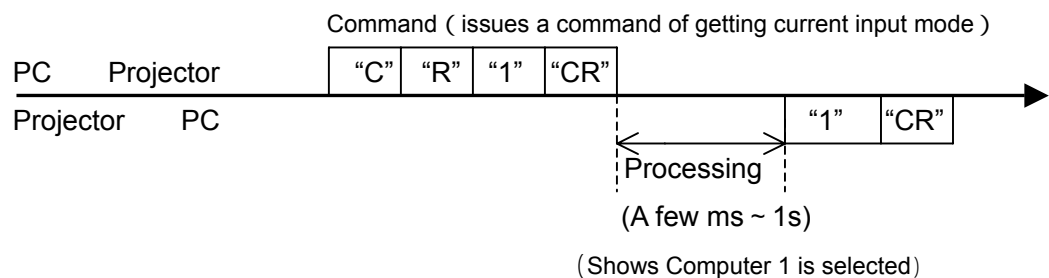 Command（issues a command of getting current input mode）
PC Projector “C” “R” “1” “CR”
Projector PC “1” “CR”
Processing
(A few ms ~ 1s)
（Shows Computer 1 is selected）